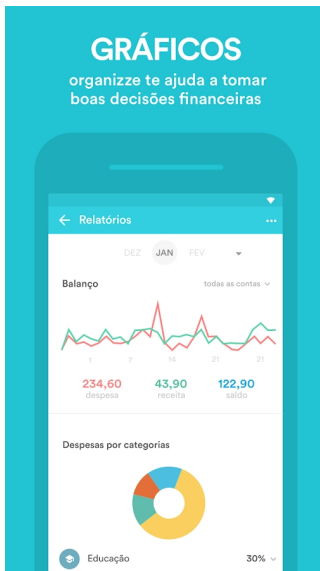 GRÁFICOS
organizze te ajuda a tomar
boas decisões financeiras
Relatórios
DEZ JAN FEV
Balanço todas as contas
1 7 14 21 21
234,60 43,90 122,90
despesa receita saldo
Despesas por categorias
Educação 30%